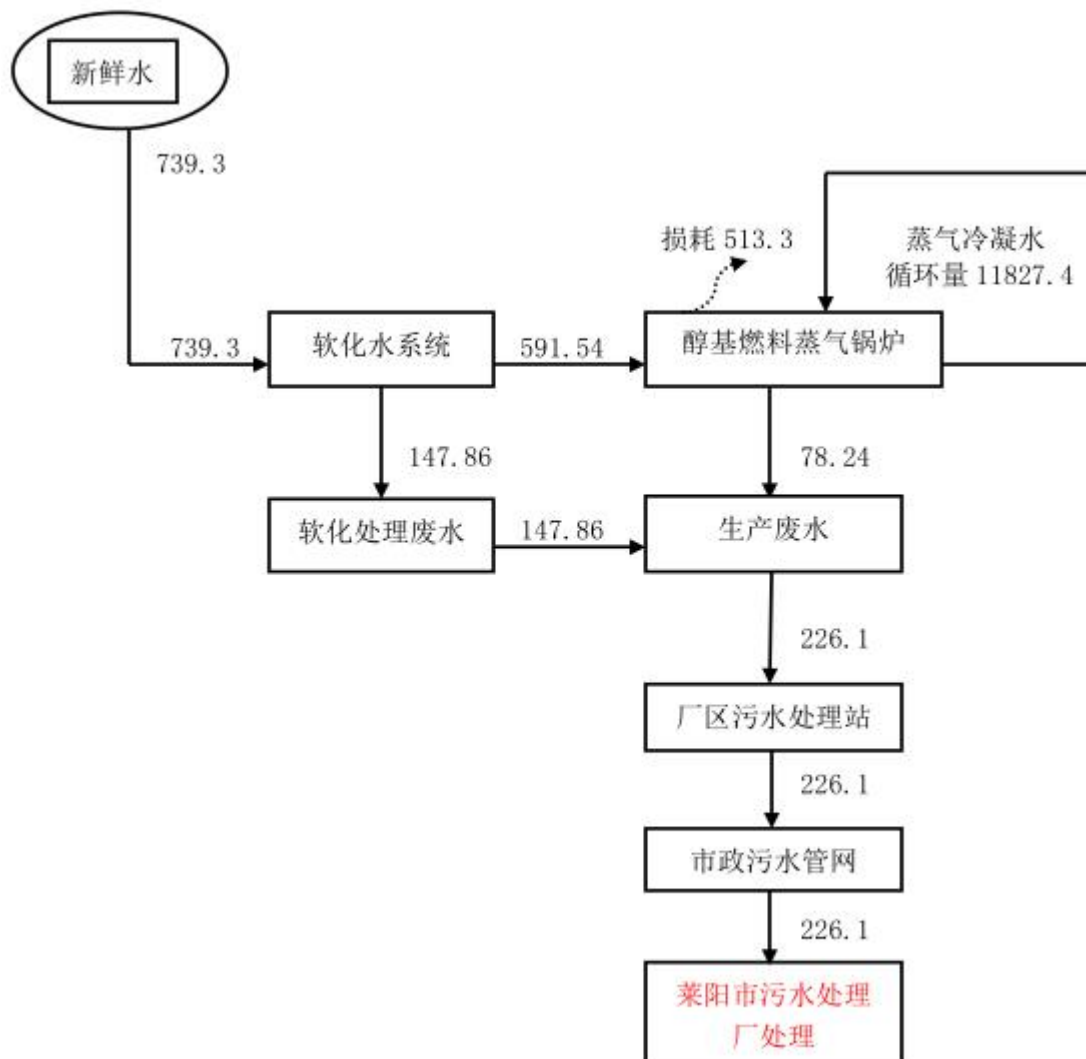 新鲜水
739.3
损耗 513.3
蒸气冷凝水
循环量 11827.4
739.3
软化水系统
591.54
醇基燃料蒸气锅炉
147.86
78.24
软化处理废水
147.86
生产废水
226.1
厂区污水处理站
226.1
市政污水管网
226.1
莱阳市污水处理
厂处理